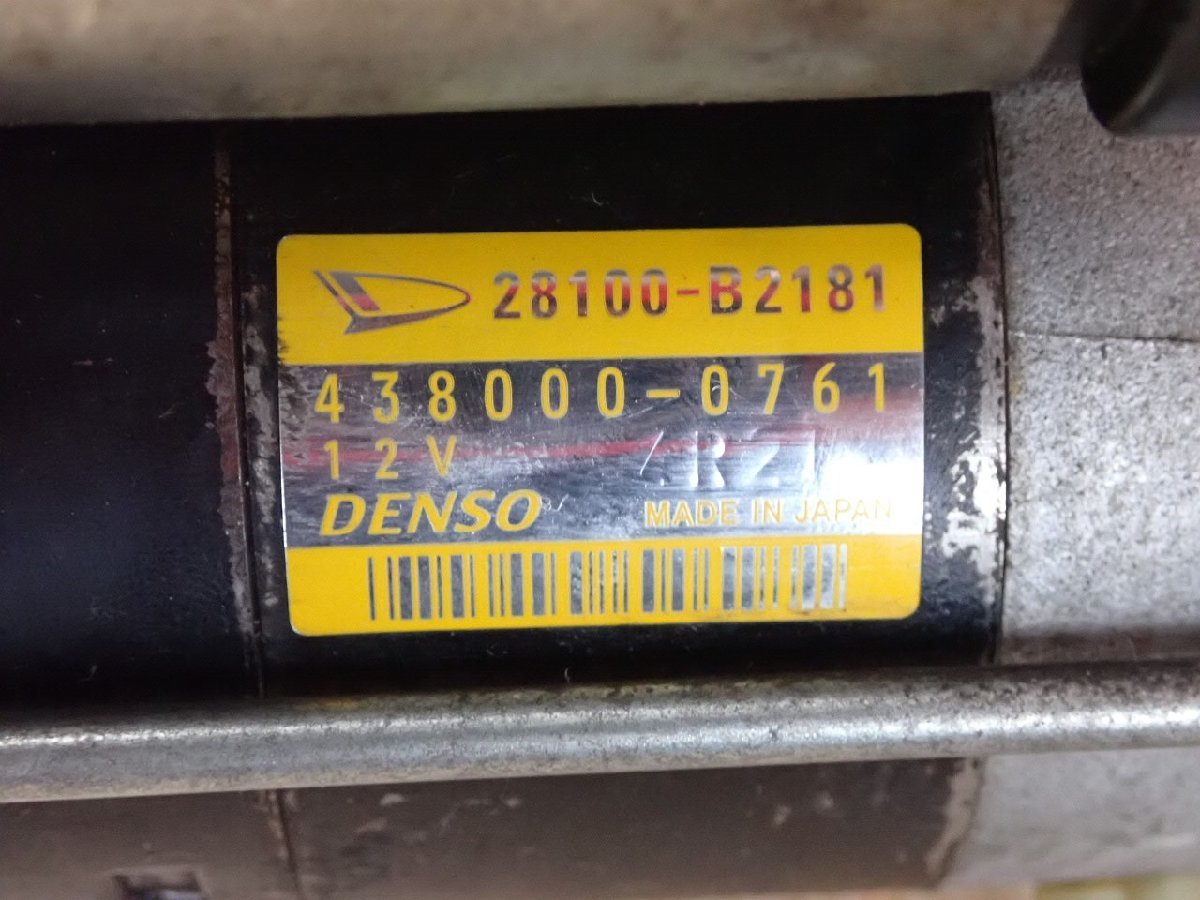 28100-B2181
438000-0761
12V
DENSO
MADE IN JAPAN